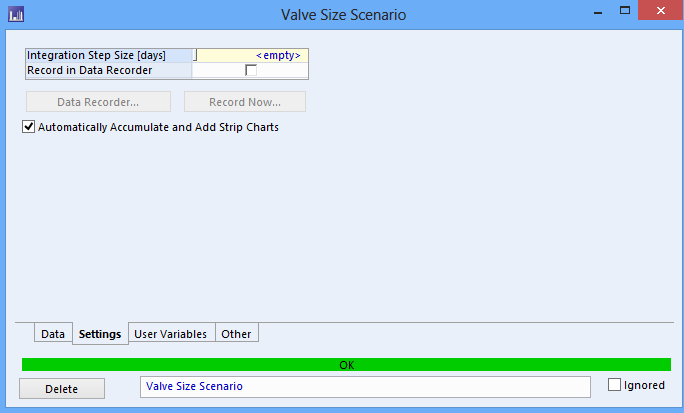 Valve Size Scenario
Integration Step Size [days] <empty>
Record in Data Recorder
Data Recorder... Record Now...
Automatically Accumulate and Add Strip Charts
Data Settings User Variables Other
OK
Delete Valve Size Scenario Ignored